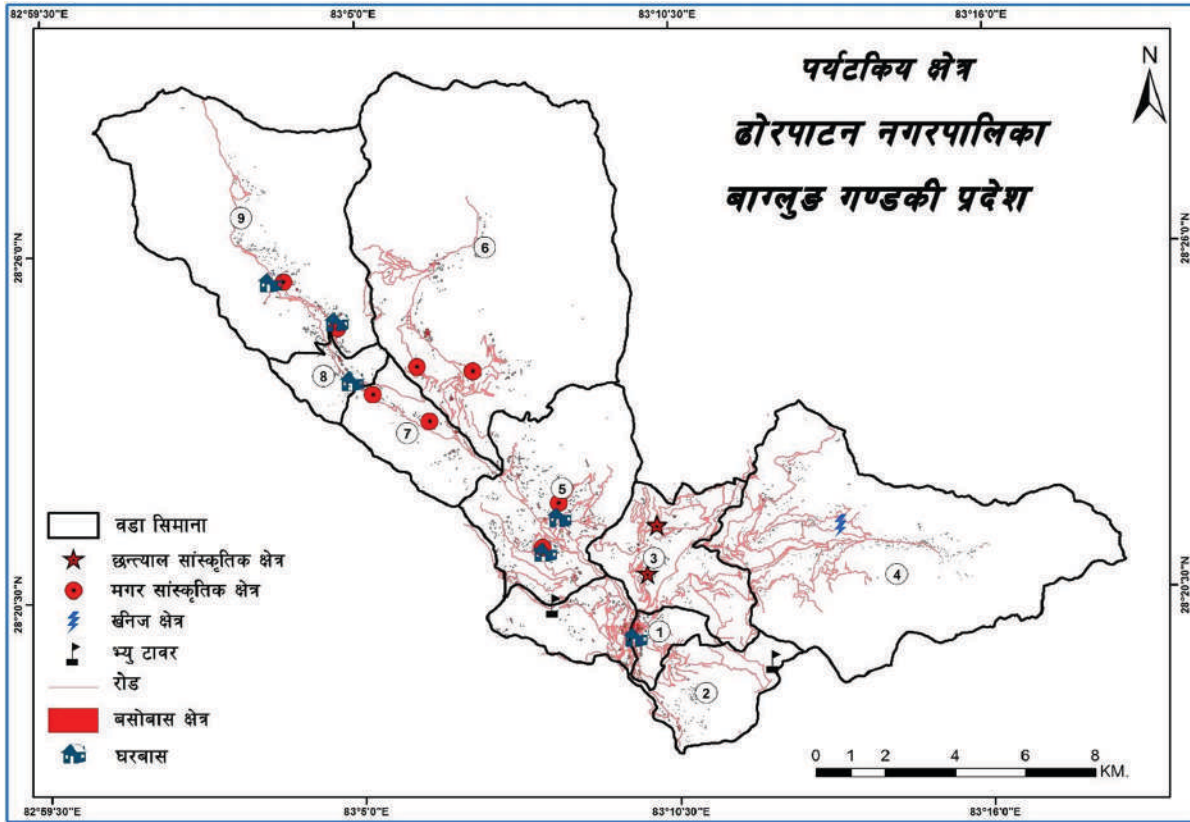 82°59'30"E 83°5'0"E 83°10'30"E 83°16'0"E
पर्यटकिय क्षेत्र
ढोरपाटन नगरपालिका
बाग्लुङ गण्डकी प्रदेश
N
28°26'0"N
28°26'0"N
28°20'30"N
28°20'30"N
9
6
8
7
5
3
4
1
2
वडा सिमाना
छन्त्याल सांस्कृतिक क्षेत्र
मगर सांस्कृतिक क्षेत्र
खनिज क्षेत्र
भ्यु टावर
रोड
बसोबास क्षेत्र
घरबास
0 1 2 4 6 8
KM.
82°59'30"E 83°5'0"E 83°10'30"E 83°16'0"E